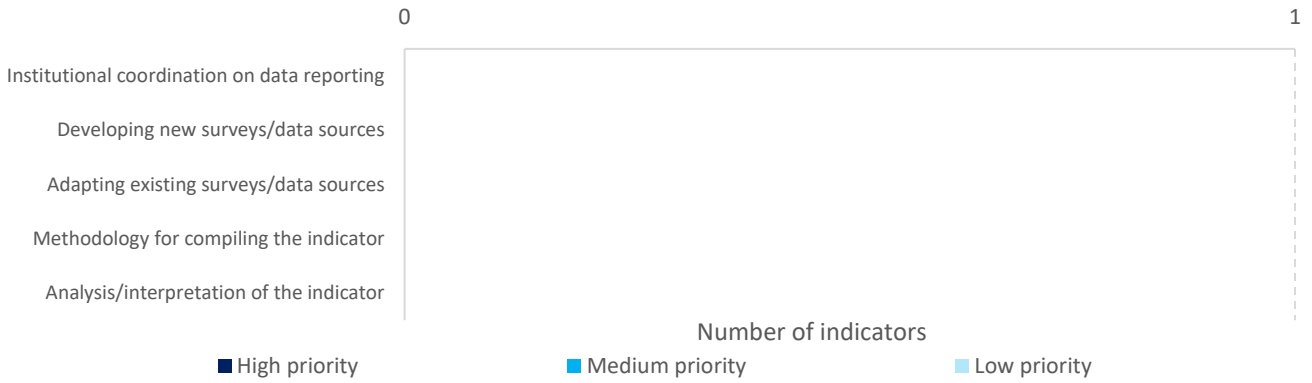 0 1
Institutional coordination on data reporting
Developing new surveys/data sources
Adapting existing surveys/data sources
Methodology for compiling the indicator
Analysis/interpretation of the indicator
Number of indicators
High priority Medium priority Low priority